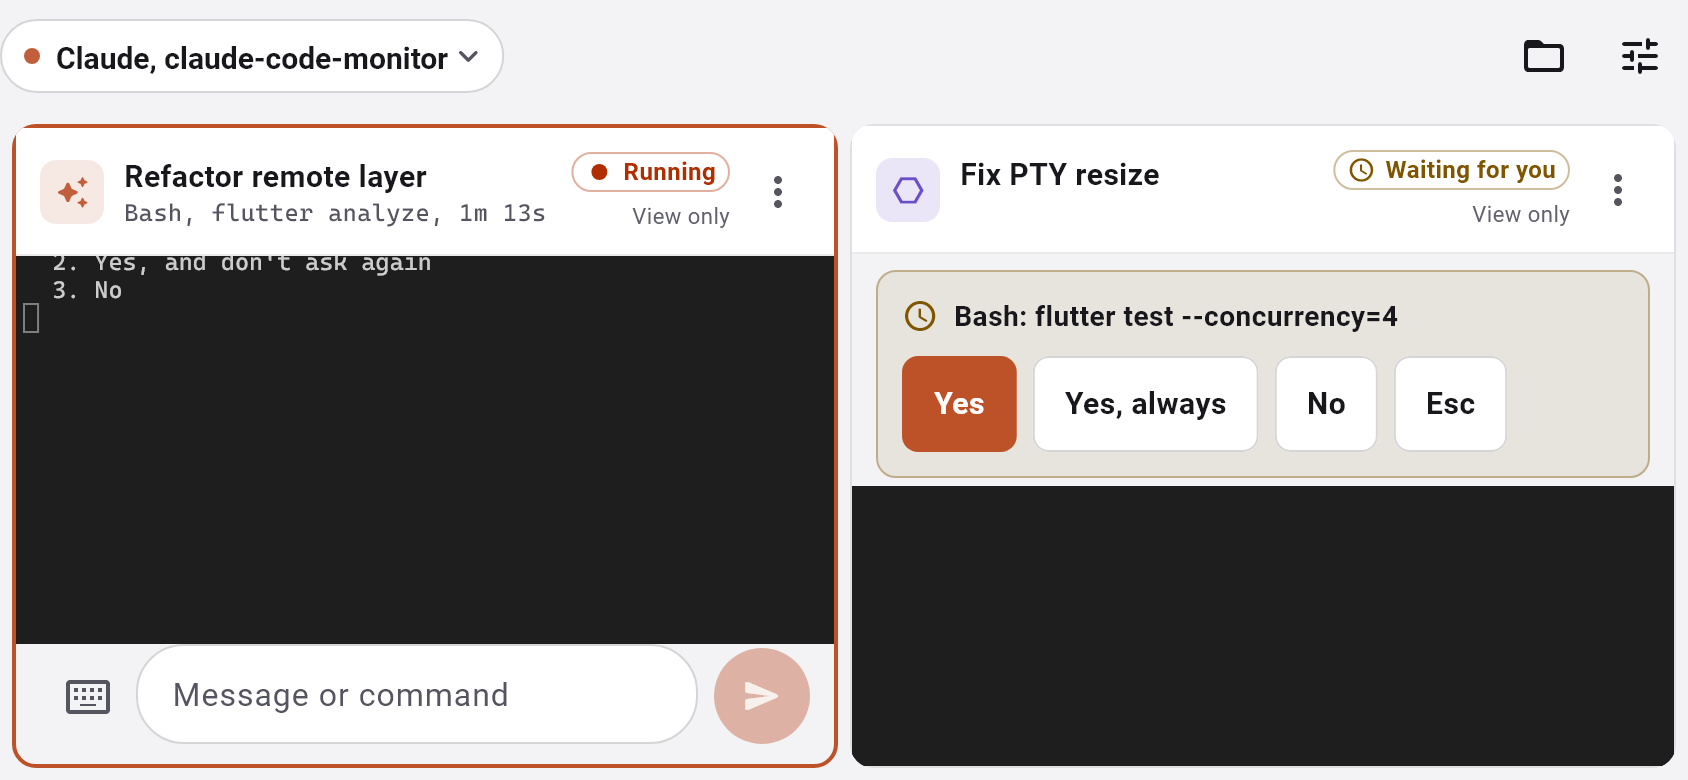 Claude, claude-code-monitor
Refactor remote layer
Running
Bash, flutter analyze, 1m 13s
View only
2. Yes, and don't ask again
3. No
Message or command
Fix PTY resize
Waiting for you
View only
Bash: flutter test --concurrency=4
Yes
Yes, always
No
Esc